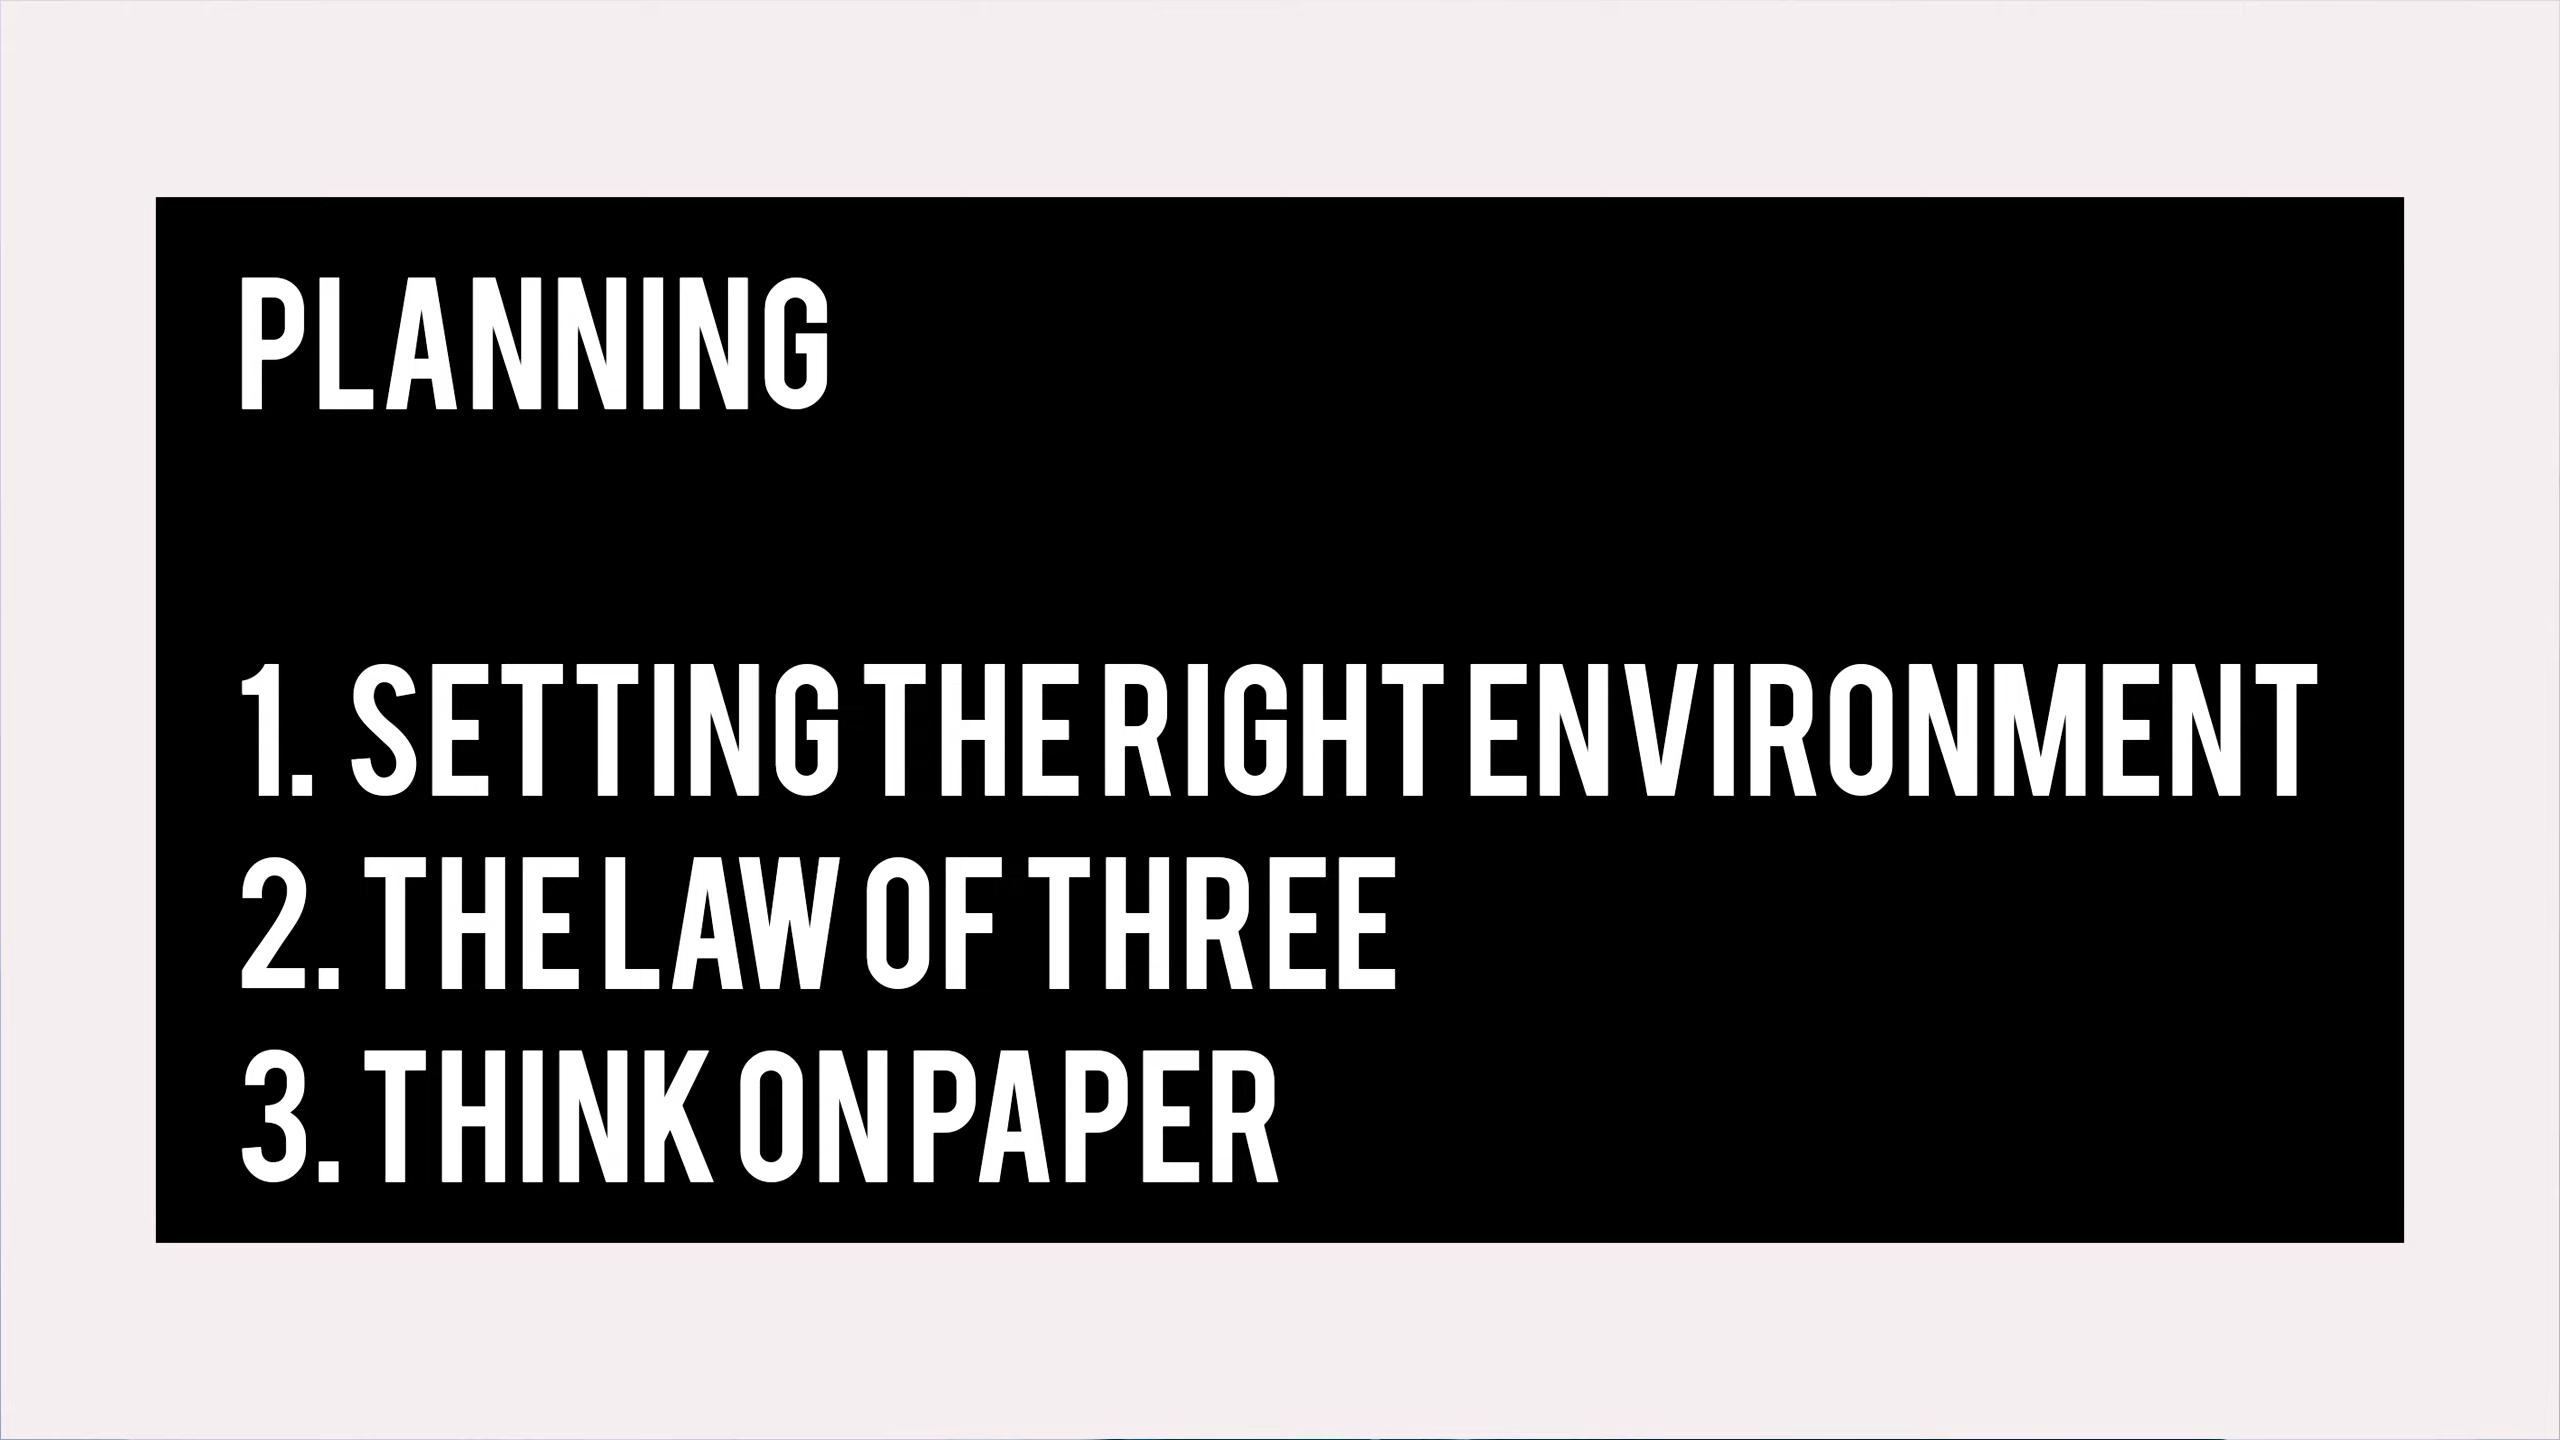 PLANNING
1. SETTING THE RIGHT ENVIRONMENT
2. THE LAW OF THREE
3. THINK ON PAPER